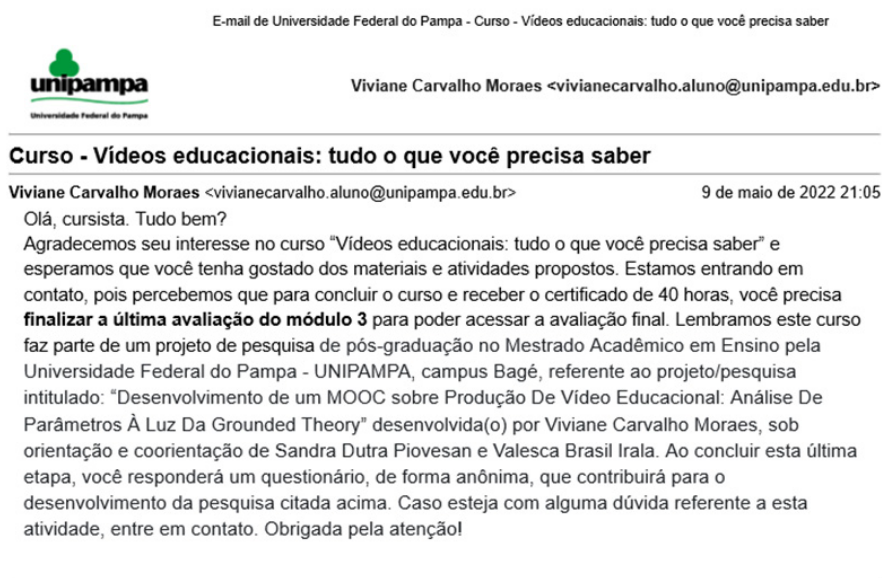 E-mail de Universidade Federal do Pampa - Curso - Vídeos educacionais: tudo o que você precisa saber
unipampa
Universidade Federal do Pampa
Viviane Carvalho Moraes <vivianecarvalho.aluno@unipampa.edu.br>
Curso - Vídeos educacionais: tudo o que você precisa saber
Viviane Carvalho Moraes <vivianecarvalho.aluno@unipampa.edu.br> 9 de maio de 2022 21:05
Olá, cursista. Tudo bem?
Agradecemos seu interesse no curso “Vídeos educacionais: tudo o que você precisa saber” e
esperamos que você tenha gostado dos materiais e atividades propostos. Estamos entrando em
contato, pois percebemos que para concluir o curso e receber o certificado de 40 horas, você precisa
finalizar a última avaliação do módulo 3 para poder acessar a avaliação final. Lembramos este curso
faz parte de um projeto de pesquisa de pós-graduação no Mestrado Acadêmico em Ensino pela
Universidade Federal do Pampa - UNIPAMPA, campus Bagé, referente ao projeto/pesquisa
intitulado: “Desenvolvimento de um MOOC sobre Produção De Vídeo Educacional: Análise De
Parâmetros À Luz Da Grounded Theory” desenvolvida(o) por Viviane Carvalho Moraes, sob
orientação e coorientação de Sandra Dutra Piovesan e Valesca Brasil Irala. Ao concluir esta última
etapa, você responderá um questionário, de forma anônima, que contribuirá para o
desenvolvimento da pesquisa citada acima. Caso esteja com alguma dúvida referente a esta
atividade, entre em contato. Obrigada pela atenção!